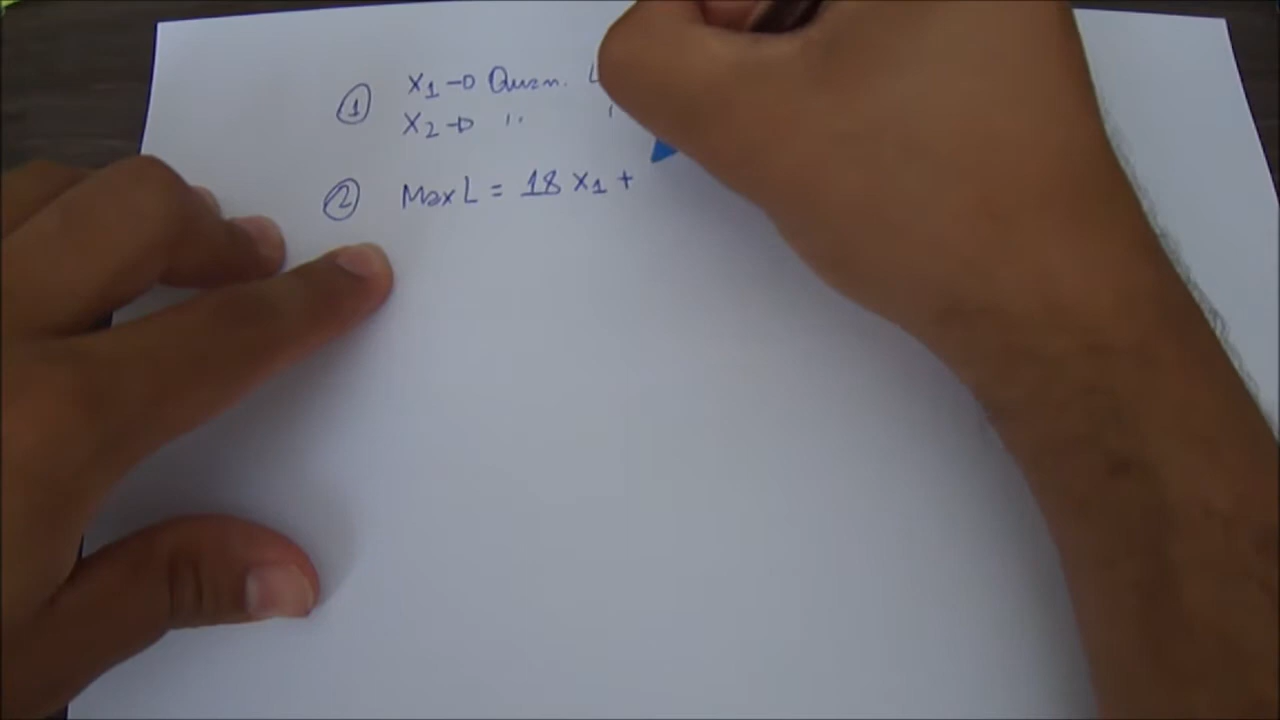 ① X1 → Quan. L
X2 → " "
② Max L = 18 X1 +